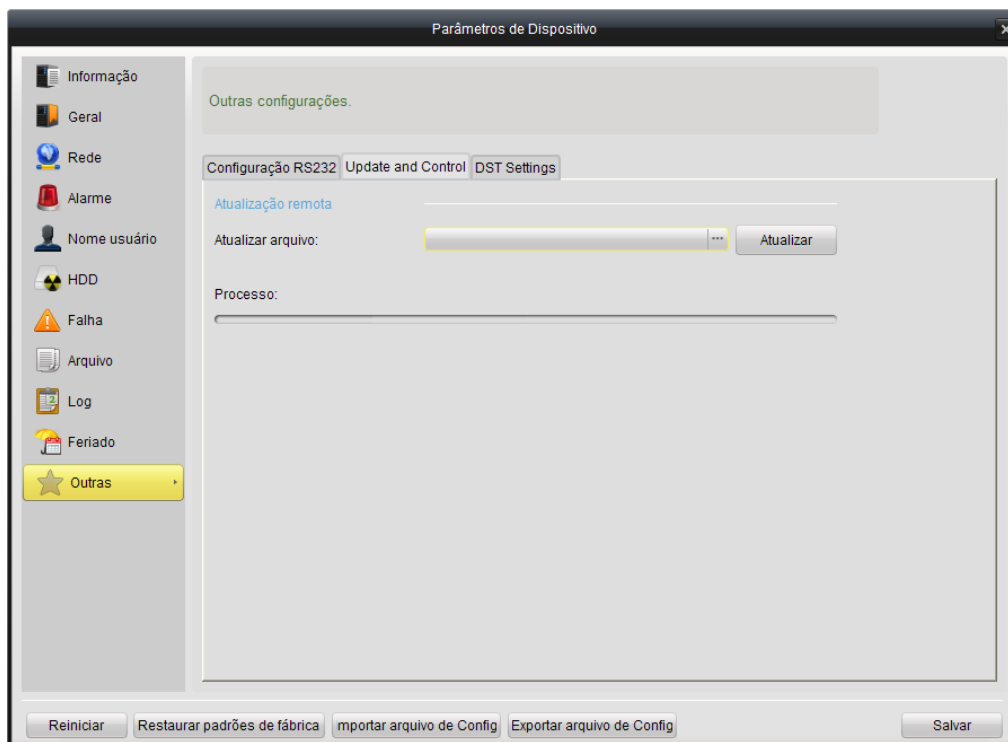 Parâmetros de Dispositivo
Informação
Geral
Rede
Alarme
Nome usuário
HDD
Falha
Arquivo
Log
Feriado
Outras
Outras configurações.
Configuração RS232 Update and Control DST Settings
Atualização remota
Atualizar arquivo: ... Atualizar
Processo:
Reiniciar Restaurar padrões de fábrica mportar arquivo de Config Exportar arquivo de Config Salvar